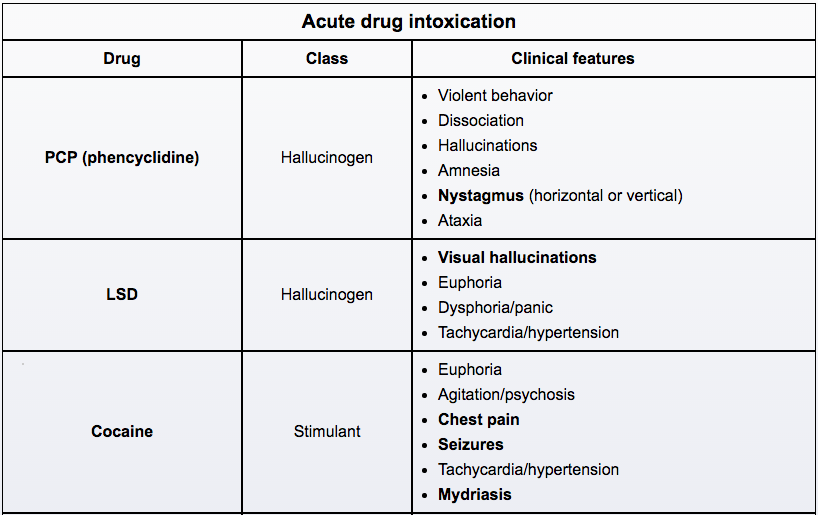 Acute drug intoxication
Drug Class Clinical features
PCP (phencyclidine)
Hallucinogen
Violent behavior
Dissociation
Hallucinations
Amnesia
Nystagmus (horizontal or vertical)
Ataxia
LSD
Hallucinogen
Visual hallucinations
Euphoria
Dysphoria/panic
Tachycardia/hypertension
Cocaine
Stimulant
Euphoria
Agitation/psychosis
Chest pain
Seizures
Tachycardia/hypertension
Mydriasis